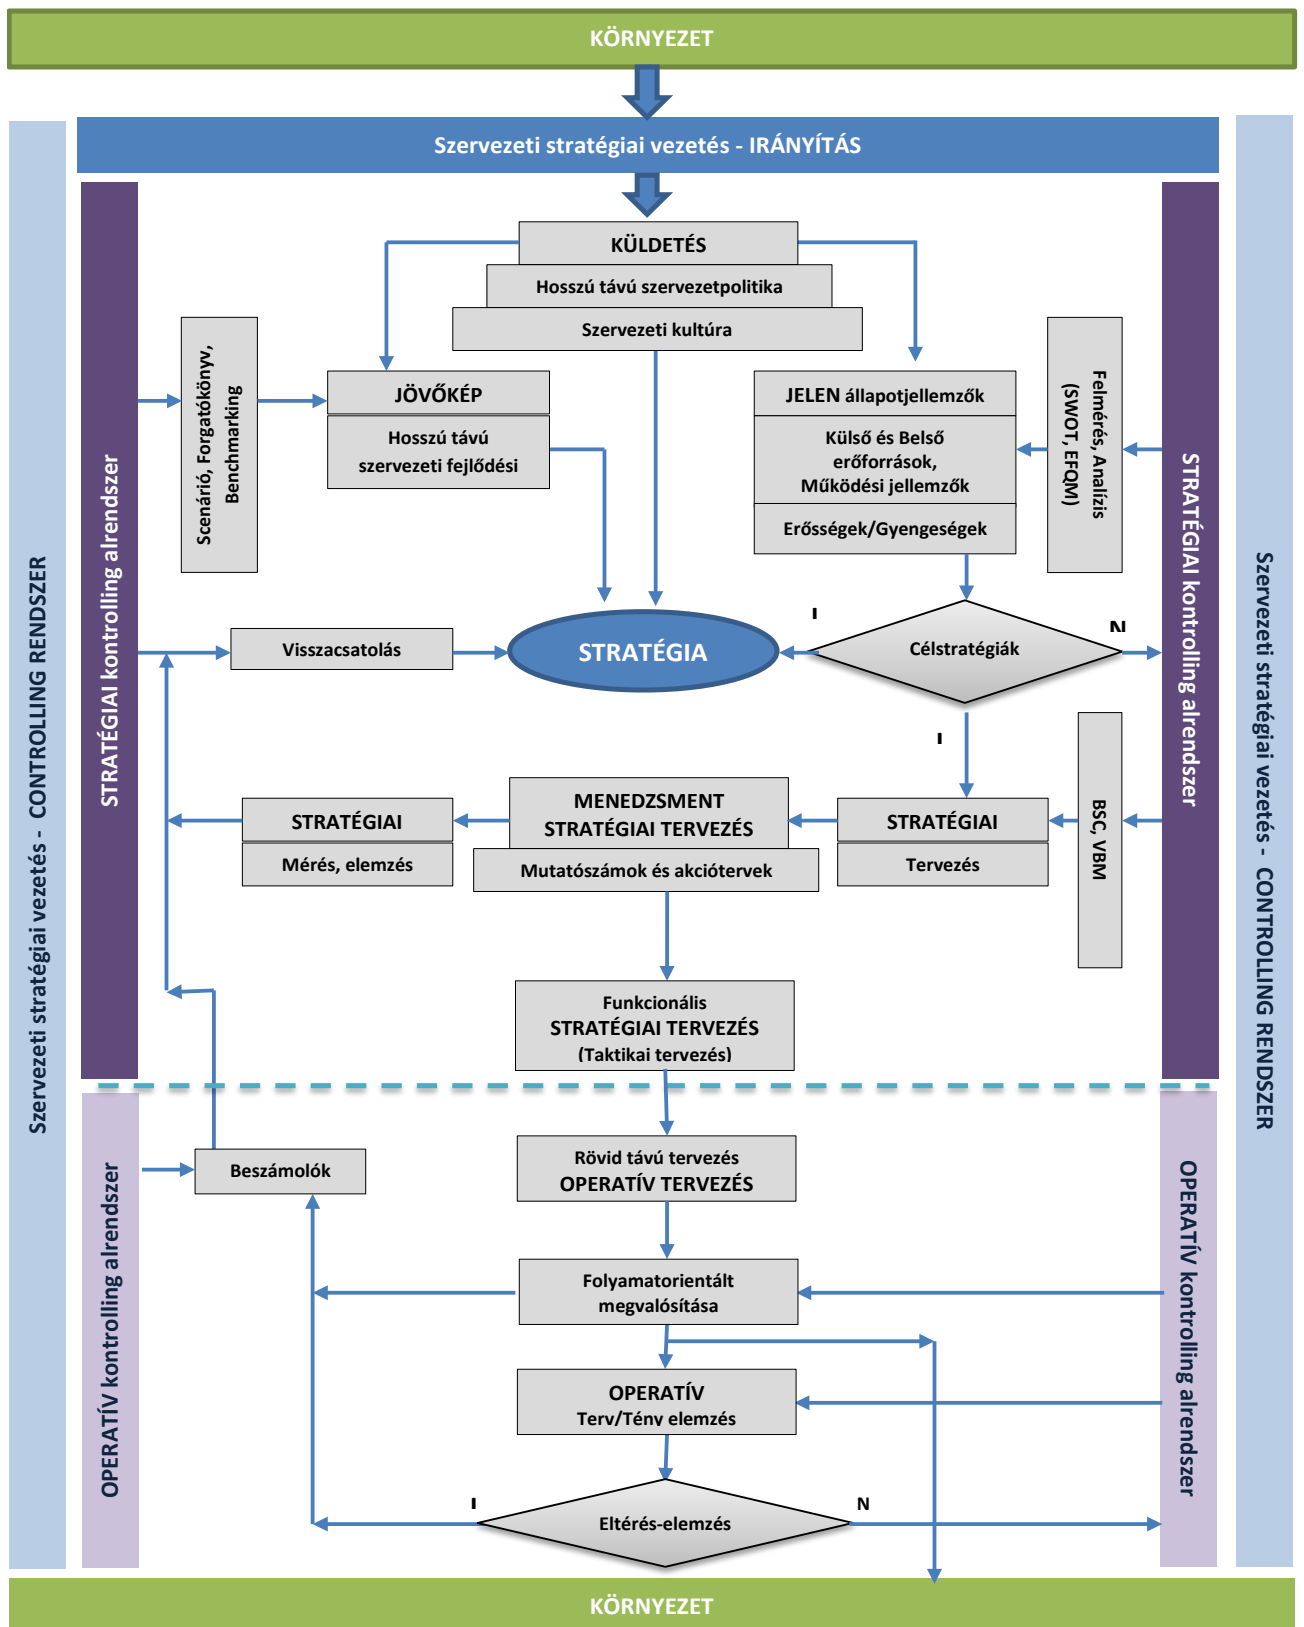 KÖRNYEZET
Szervezeti stratégiai vezetés - IRÁNYÍTÁS
Szervezeti stratégiai vezetés - CONTROLLING RENDSZER
STRATÉGIAI kontrolling alrendszer
KÜLDETÉS
Hosszú távú szervezetpolitika
Szervezeti kultúra
Scenárió, Forgatókönyv,
Benchmarking
JÖVŐKÉP
Hosszú távú
szervezeti fejlődési
JELEN állapotjellemzők
Külső és Belső
erőforrások,
Működési jellemzők
Erősségek/Gyengeségek
Felmérés, Analízis
(SWOT, EFQM)
STRATÉGIAI kontrolling alrendszer
Szervezeti stratégiai vezetés - CONTROLLING RENDSZER
Visszacsatolás
STRATÉGIA
I
Célstratégiák
N
I
STRATÉGIAI
Mérés, elemzés
MENEDZSMENT
STRATÉGIAI TERVEZÉS
Mutatószámok és akciótervek
STRATÉGIAI
Tervezés
BSC, VBM
Funkcionális
STRATÉGIAI TERVEZÉS
(Taktikai tervezés)
OPERATÍV kontrolling alrendszer
Beszámolók
Rövid távú tervezés
OPERATÍV TERVEZÉS
OPERATÍV kontrolling alrendszer
Folyamatorientált
megvalósítása
OPERATÍV
Terv/Tény elemzés
I
Eltérés-elemzés
N
KÖRNYEZET